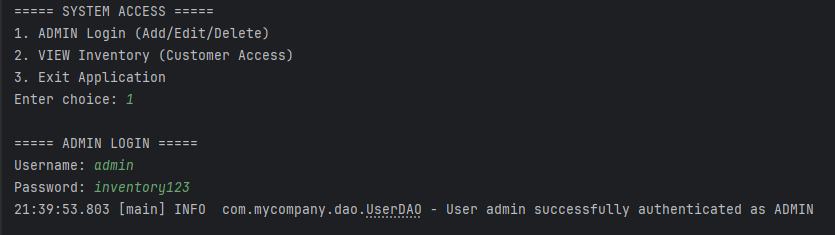 ===== SYSTEM ACCESS =====
1. ADMIN Login (Add/Edit/Delete)
2. VIEW Inventory (Customer Access)
3. Exit Application
Enter choice: 1
===== ADMIN LOGIN =====
Username: admin
Password: inventory123
21:39:53.803 [main] INFO  com.mycompany.dao.UserDAO - User admin successfully authenticated as ADMIN